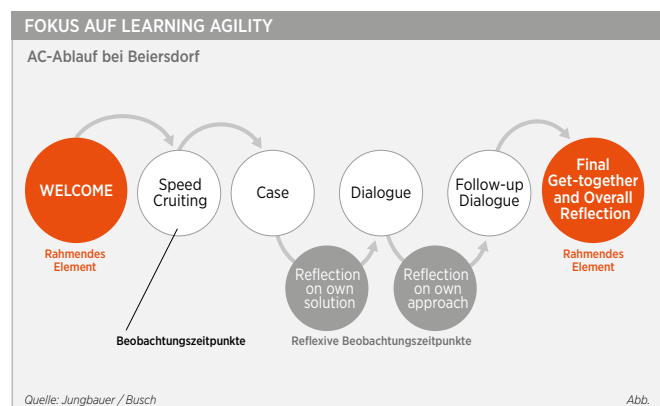 FOKUS AUF LEARNING AGILITY
AC-Ablauf bei Beiersdorf
WELCOME
Rahmendes
Element
Speed
Cruiting
Case
Dialogue
Follow-up
Dialogue
Final
Get-together
and Overall
Reflection
Rahmendes
Element
Reflection
on own
solution
Reflection
on own
approach
Beobachtungszeitpunkte
Reflexive Beobachtungszeitpunkte
Quelle: Jungbauer / Busch
Abb.